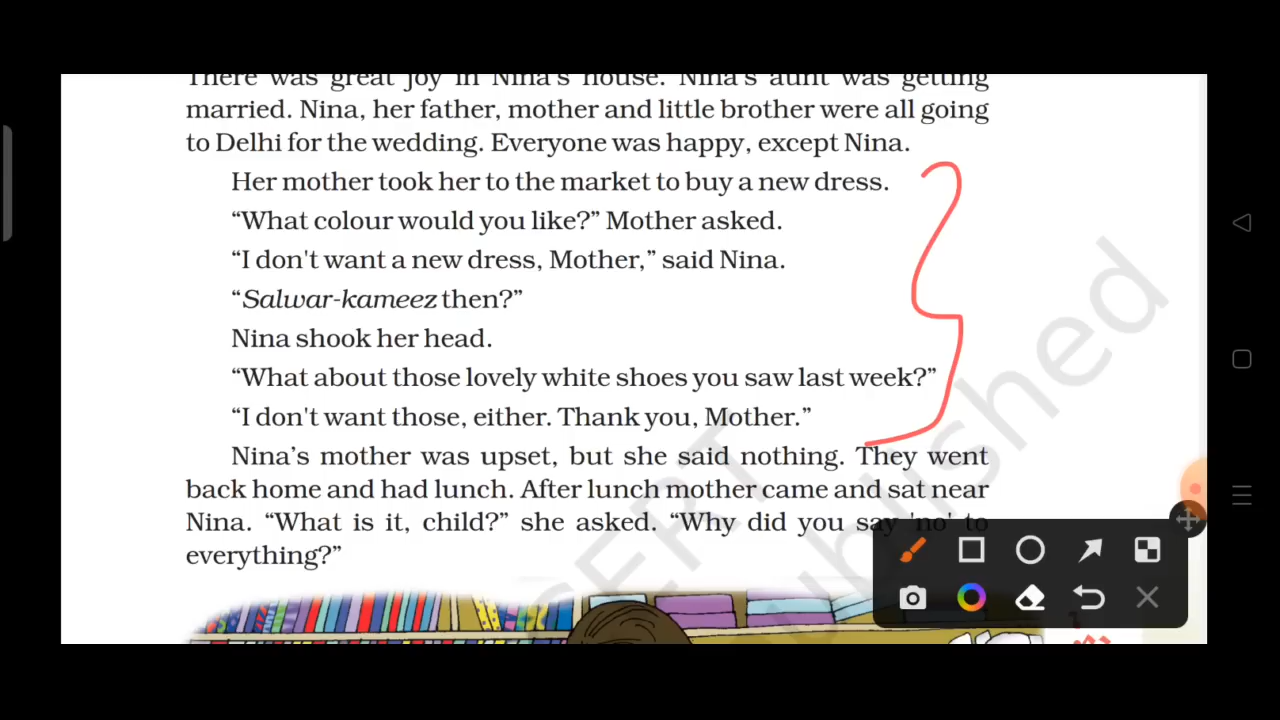 There was great joy in Nina's house. Nina's aunt was getting
married. Nina, her father, mother and little brother were all going
to Delhi for the wedding. Everyone was happy, except Nina.
Her mother took her to the market to buy a new dress.
“What colour would you like?” Mother asked.
“I don't want a new dress, Mother,” said Nina.
“Salwar-kameez then?”
Nina shook her head.
“What about those lovely white shoes you saw last week?”
“I don't want those, either. Thank you, Mother.”
Nina’s mother was upset, but she said nothing. They went
back home and had lunch. After lunch mother came and sat near
Nina. “What is it, child?” she asked. “Why did you say 'no' to
everything?”